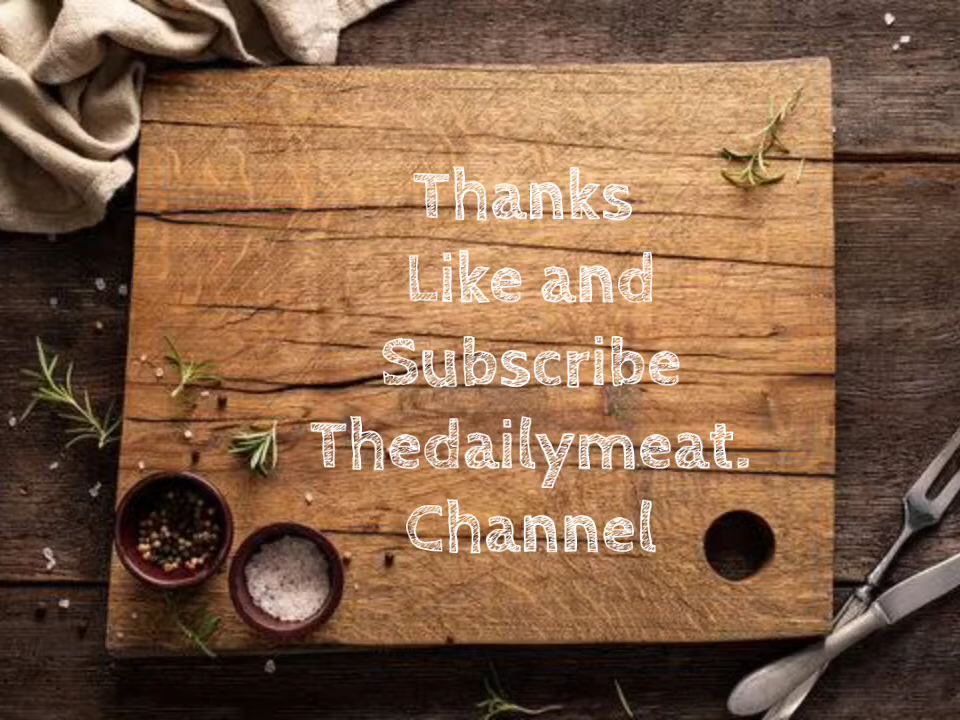 Thanks
Like and
Subscribe
Thedailymeat.
Channel